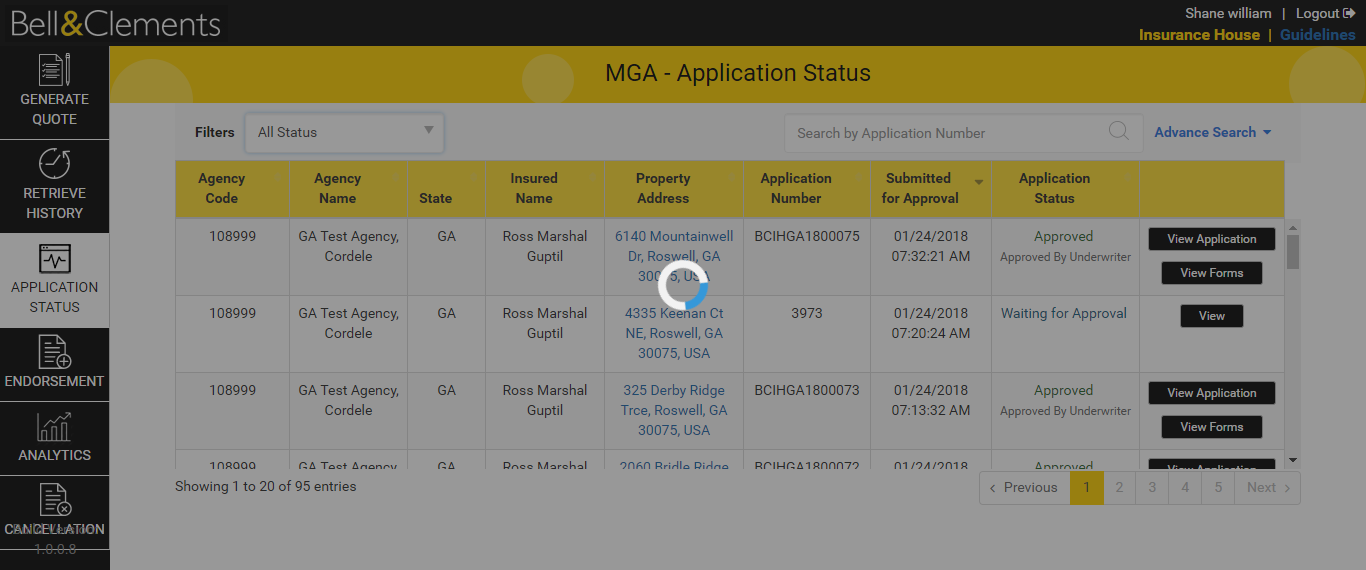 Bell&Clements
Shane william | Logout
Insurance House | Guidelines
GENERATE
QUOTE
RETRIEVE
HISTORY
APPLICATION
STATUS
ENDORSEMENT
ANALYTICS
CANCELLATION
Build Version
1.0.0.8
MGA - Application Status
Filters All Status Search by Application Number Advance Search
Agency Code Agency Name State Insured Name Property Address Application Number Submitted for Approval Application Status
108999 GA Test Agency, GA Ross Marshal 6140 Mountainwell BCIHGA1800075 01/24/2018 Approved View Application
Cordele Guptil Dr, Roswell, GA 07:32:21 AM Approved By Underwriter
30075, USA View Forms
108999 GA Test Agency, GA Ross Marshal 4335 Keenan Ct 3973 01/24/2018 Waiting for Approval View
Cordele Guptil NE, Roswell, GA 07:20:24 AM
30075, USA
108999 GA Test Agency, GA Ross Marshal 325 Derby Ridge BCIHGA1800073 01/24/2018 Approved View Application
Cordele Guptil Trce, Roswell, GA 07:13:32 AM Approved By Underwriter
30075, USA View Forms
108999 GA Test Agency, GA Ross Marshal 2060 Bridle Ridge BCIHGA1800072 01/24/2018 Approved View Application
Showing 1 to 20 of 95 entries
Previous 1 2 3 4 5 Next